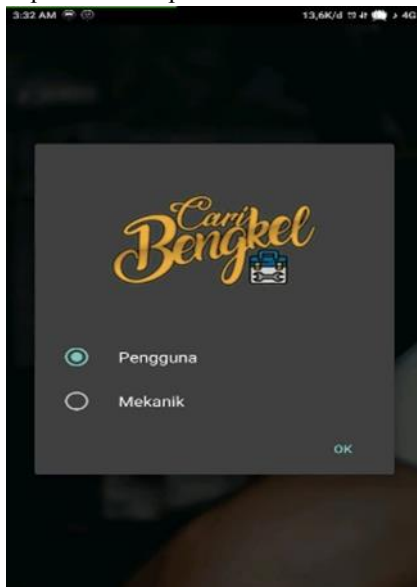 3:32 AM
13,6K/d 4G
Cari
Bengkel
Pengguna
Mekanik
OK